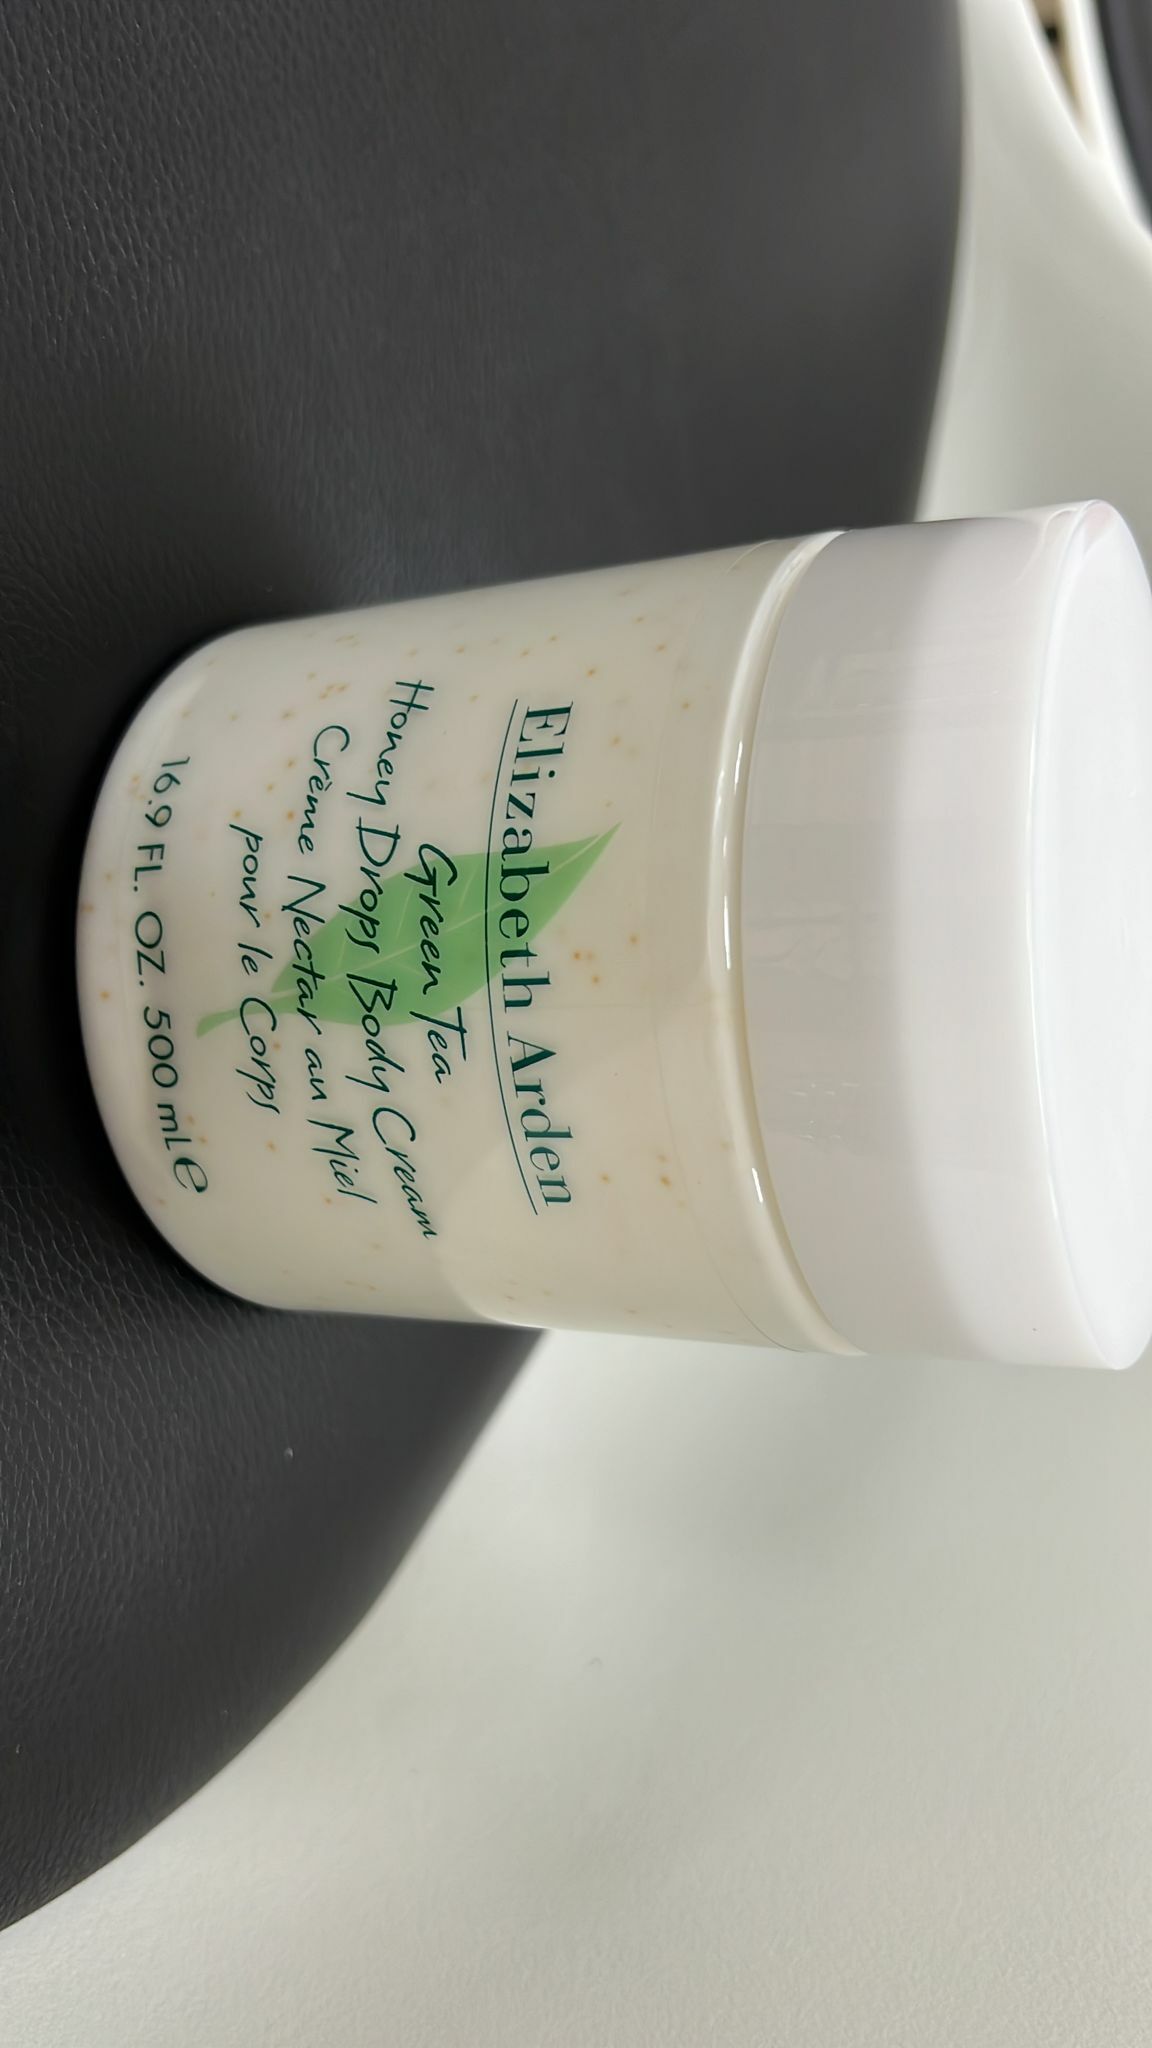 Elizabeth Arden
Green Tea
Honey Drops Body Cream
Crème Nectar au Miel
pour le Corps
16.9 FL. OZ. 500 mL ℮